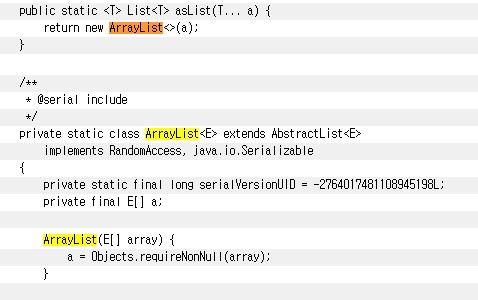 public static <T> List<T> asList(T... a) {
    return new ArrayList<>(a);
}
/**
 * @serial include
 */
private static class ArrayList<E> extends AbstractList<E>
    implements RandomAccess, java.io.Serializable
{
    private static final long serialVersionUID = -2764017481108945198L;
    private final E[] a;
    ArrayList(E[] array) {
        a = Objects.requireNonNull(array);
    }